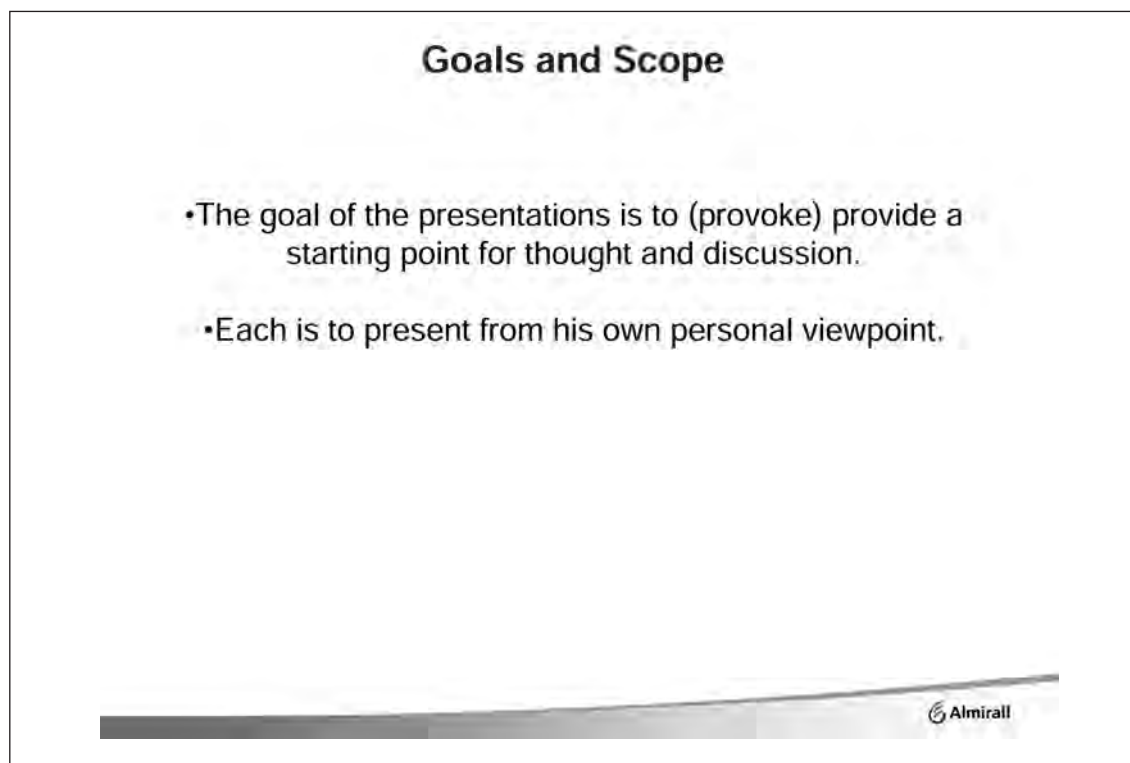 Goals and Scope
•The goal of the presentations is to (provoke) provide a
starting point for thought and discussion.
•Each is to present from his own personal viewpoint.
Almirall